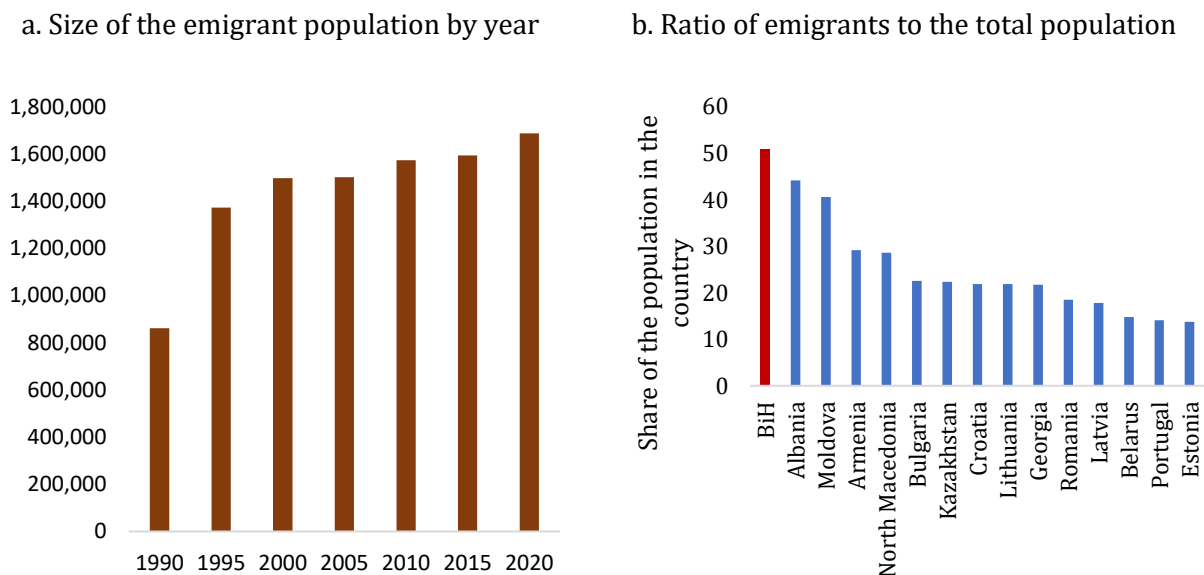 a. Size of the emigrant population by year
1,800,000
1,600,000
1,400,000
1,200,000
1,000,000
800,000
600,000
400,000
200,000
0
1990 1995 2000 2005 2010 2015 2020
b. Ratio of emigrants to the total population
Share of the population in the
country
60
50
40
30
20
10
0
BiH
Albania
Moldova
Armenia
North Macedonia
Bulgaria
Kazakhstan
Croatia
Lithuania
Georgia
Romania
Latvia
Belarus
Portugal
Estonia